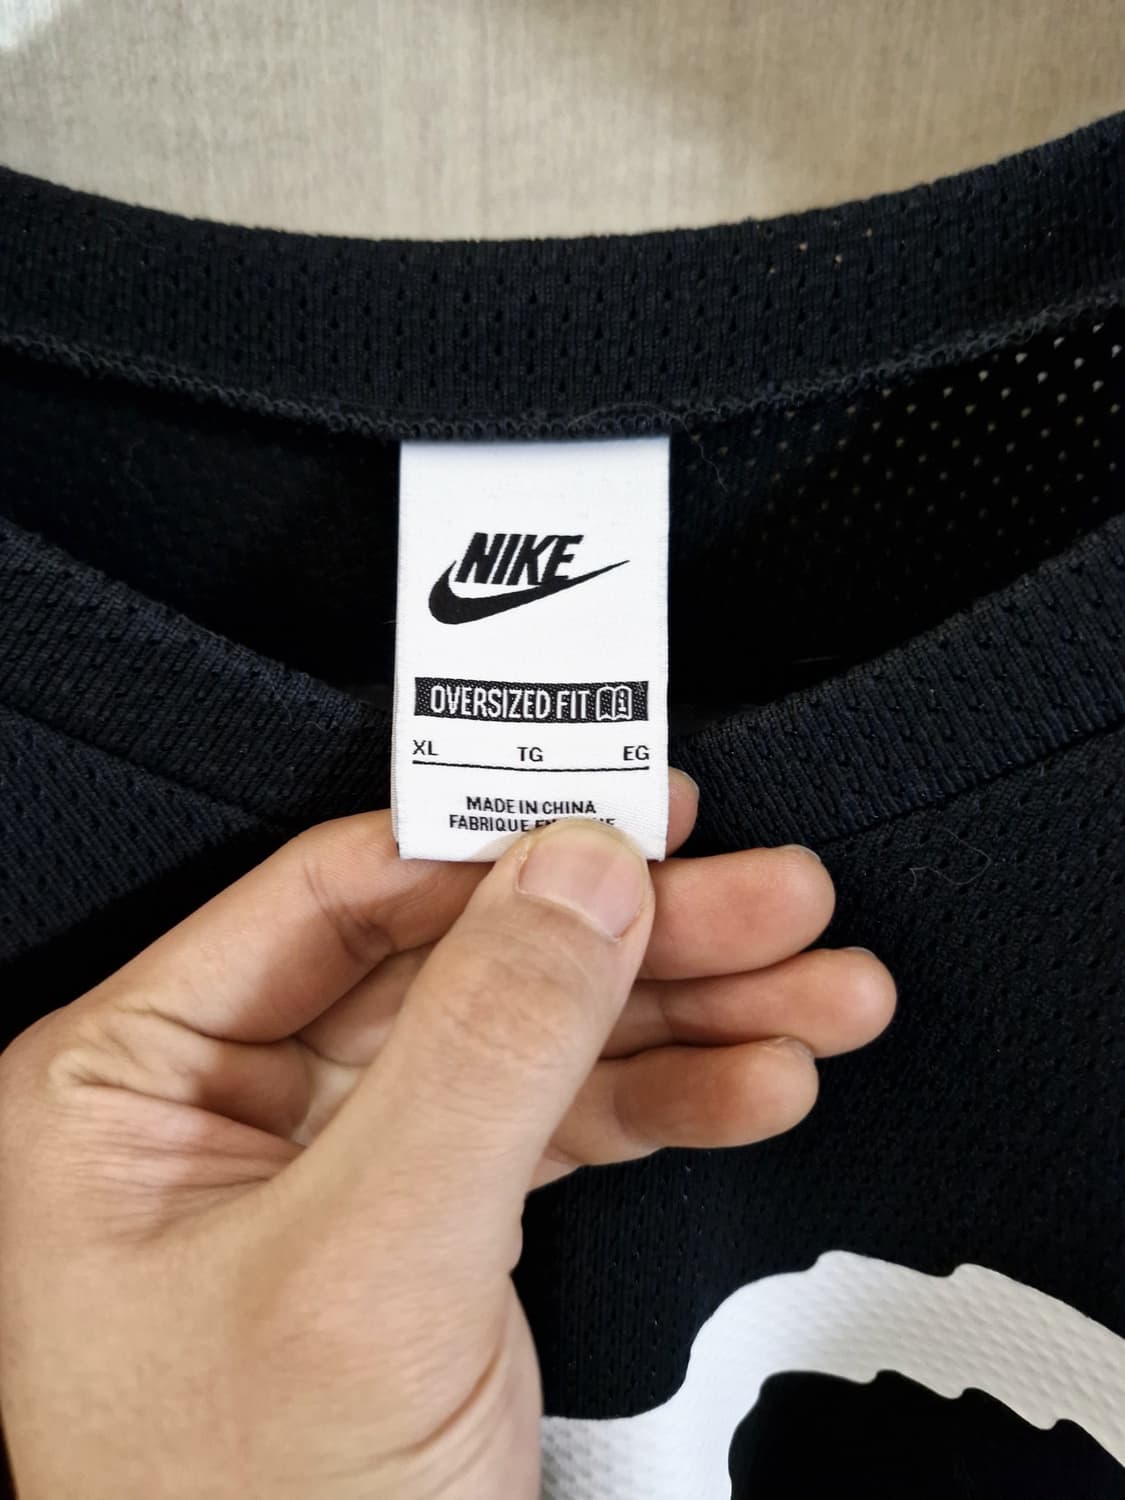 NIKE
OVERSIZED FIT
XL TG EG
MADE IN CHINA
FABRIQUE